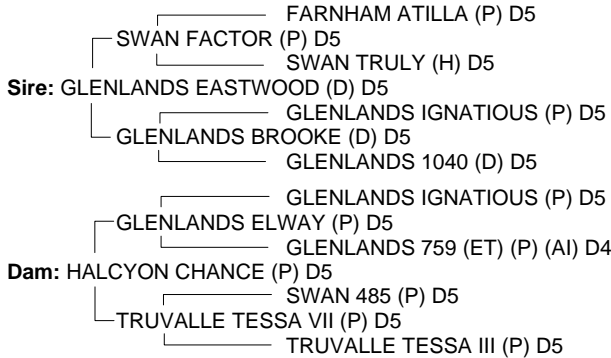 FARNHAM ATILLA (P) D5
SWAN FACTOR (P) D5
SWAN TRULY (H) D5
Sire: GLENLANDS EASTWOOD (D) D5
GLENLANDS IGNATIOUS (P) D5
GLENLANDS BROOKE (D) D5
GLENLANDS 1040 (D) D5
GLENLANDS IGNATIOUS (P) D5
GLENLANDS ELWAY (P) D5
GLENLANDS 759 (ET) (P) (AI) D4
Dam: HALCYON CHANCE (P) D5
SWAN 485 (P) D5
TRUVALLE TESSA VII (P) D5
TRUVALLE TESSA III (P) D5